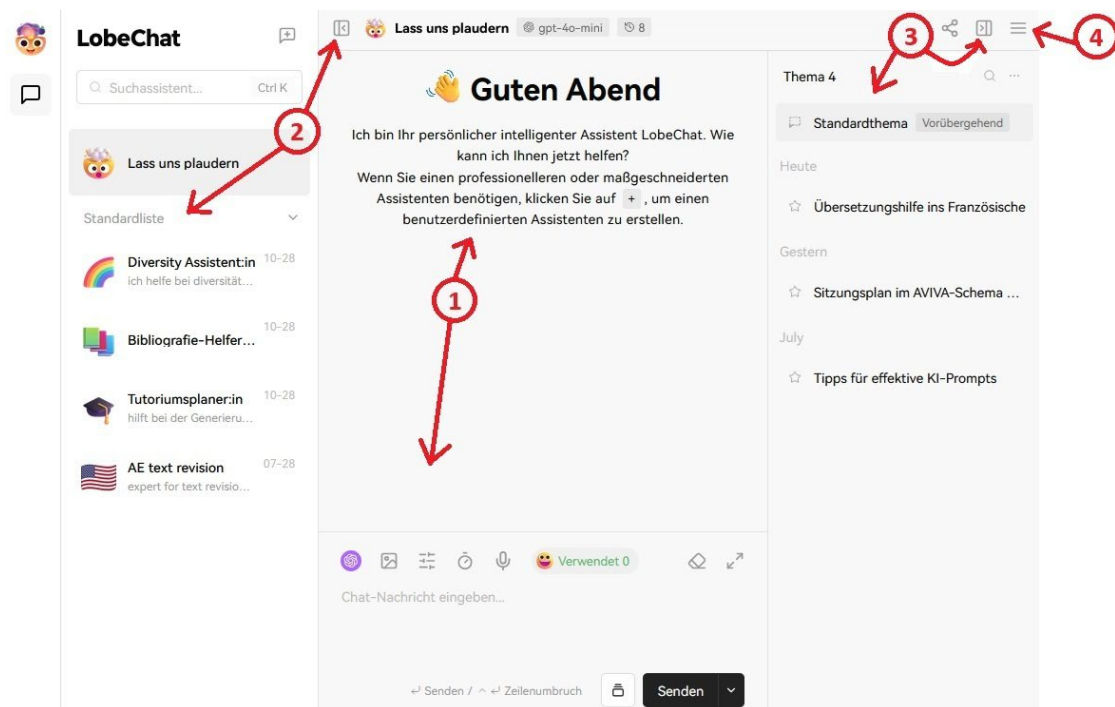 LobeChat
Suchassistent...
Ctrl K
Lass uns plaudern
Standardliste
Diversity Assistent:in
10-28
ich helfe bei diversität...
Bibliografie-Helfer...
10-28
Tutoriumsplaner:in
10-28
hilft bei der Generieru...
AE text revision
07-28
expert for text revisio...
2
Lass uns plaudern
gpt-4o-mini
8
Guten Abend
Ich bin Ihr persönlicher intelligenter Assistent LobeChat. Wie
kann ich Ihnen jetzt helfen?
Wenn Sie einen professionelleren oder maßgeschneiderten
Assistenten benötigen, klicken Sie auf + , um einen
benutzerdefinierten Assistenten zu erstellen.
1
Verwendet 0
Chat-Nachricht eingeben...
↵ Senden / ^ ↵ Zeilenumbruch
Senden
3
4
Thema 4
Standardthema
Vorübergehend
Heute
Übersetzungshilfe ins Französische
Gestern
Sitzungsplan im AVIVA-Schema ...
July
Tipps für effektive KI-Prompts